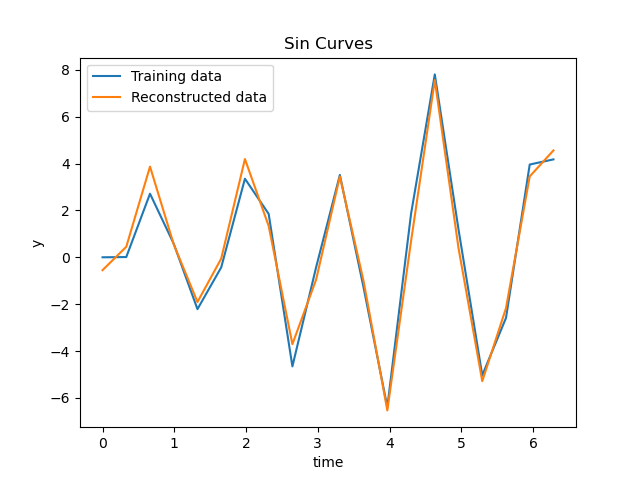 Sin Curves
Training data
Reconstructed data
8
6
4
2
0
−2
−4
−6
y
0 1 2 3 4 5 6
time